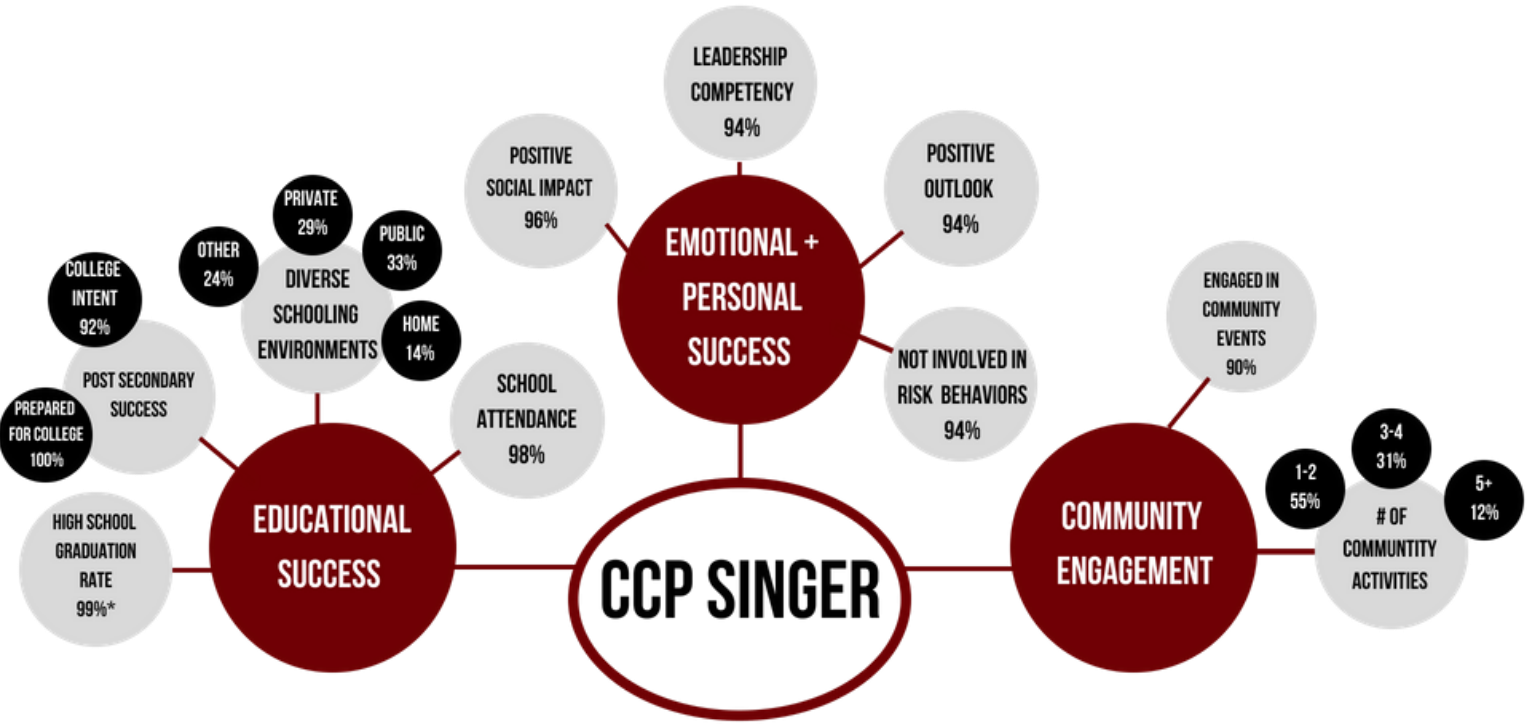 LEADERSHIP
COMPETENCY
94%
POSITIVE
SOCIAL IMPACT
96%
POSITIVE
OUTLOOK
94%
EMOTIONAL +
PERSONAL
SUCCESS
NOT INVOLVED IN
RISK BEHAVIORS
94%
PRIVATE
29%
PUBLIC
33%
OTHER
24%
HOME
14%
DIVERSE
SCHOOLING
ENVIRONMENTS
COLLEGE
INTENT
92%
POST SECONDARY
SUCCESS
PREPARED
FOR COLLEGE
100%
SCHOOL
ATTENDANCE
98%
HIGH SCHOOL
GRADUATION
RATE
99%*
EDUCATIONAL
SUCCESS
CCP SINGER
COMMUNITY
ENGAGEMENT
ENGAGED IN
COMMUNITY
EVENTS
90%
1-2
55%
3-4
31%
5+
12%
# OF
COMMUNTITY
ACTIVITIES